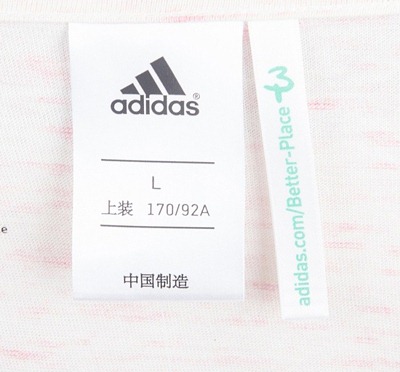 adidas
L
上装 170/92A
中国制造
adidas.com/Better-Place
e